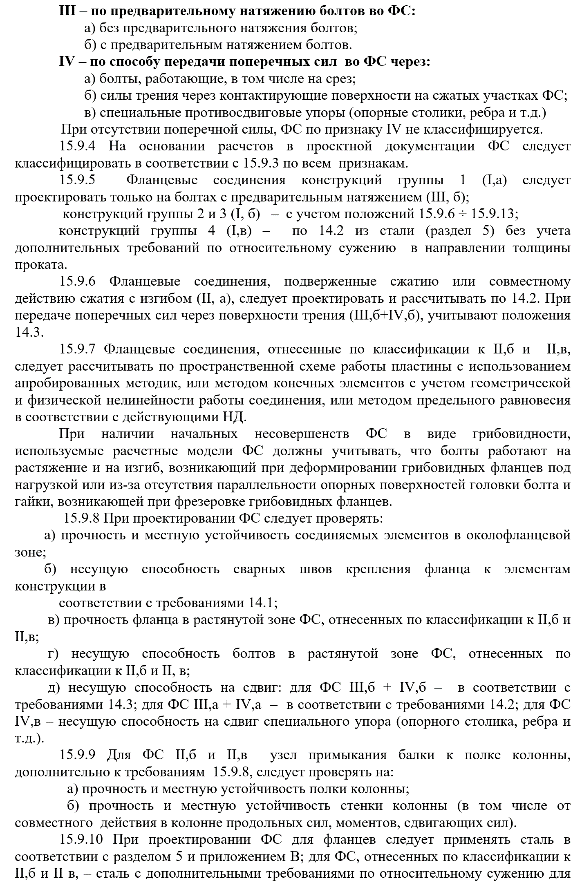 III – по предварительному натяжению болтов во ФС:
а) без предварительного натяжения болтов;
б) с предварительным натяжением болтов.
IV – по способу передачи поперечных сил во ФС через:
а) болты, работающие, в том числе на срез;
б) силы трения через контактирующие поверхности на сжатых участках ФС;
в) специальные противосдвиговые упоры (опорные столики, ребра и т.д.)
При отсутствии поперечной силы, ФС по признаку IV не классифицируется.
15.9.4 На основании расчетов в проектной документации ФС следует
классифицировать в соответствии с 15.9.3 по всем признакам.
15.9.5 Фланцевые соединения конструкций группы 1 (I,а) следует
проектировать только на болтах с предварительным натяжением (III, б);
конструкций группы 2 и 3 (I, б) – с учетом положений 15.9.6 ÷ 15.9.13;
конструкций группы 4 (I,в) – по 14.2 из стали (раздел 5) без учета
дополнительных требований по относительному сужению в направлении толщины
проката.
15.9.6 Фланцевые соединения, подверженные сжатию или совместному
действию сжатия с изгибом (II, а), следует проектировать и рассчитывать по 14.2. При
передаче поперечных сил через поверхности трения (III,б+IV,б), учитывают положения
14.3.
15.9.7 Фланцевые соединения, отнесенные по классификации к II,б и II,в,
следует рассчитывать по пространственной схеме работы пластины с использованием
апробированных методик, или методом конечных элементов с учетом геометрической
и физической нелинейности работы соединения, или методом предельного равновесия
в соответствии с действующими НД.
При наличии начальных несовершенств ФС в виде грибовидности,
используемые расчетные модели ФС должны учитывать, что болты работают на
растяжение и на изгиб, возникающий при деформировании грибовидных фланцев под
нагрузкой или из-за отсутствия параллельности опорных поверхностей головки болта и
гайки, возникающей при фрезеровке грибовидных фланцев.
15.9.8 При проектировании ФС следует проверять:
а) прочность и местную устойчивость соединяемых элементов в околофланцевой
зоне;
б) несущую способность сварных швов крепления фланца к элементам
конструкции в
соответствии с требованиями 14.1;
в) прочность фланца в растянутой зоне ФС, отнесенных по классификации к II,б и
II,в;
г) несущую способность болтов в растянутой зоне ФС, отнесенных по
классификации к II,б и II, в;
д) несущую способность на сдвиг: для ФС III,б + IV,б – в соответствии с
требованиями 14.3; для ФС III,а + IV,а – в соответствии с требованиями 14.2; для ФС
IV,в – несущую способность на сдвиг специального упора (опорного столика, ребра и
т.д.).
15.9.9 Для ФС II,б и II,в узел примыкания балки к полке колонны,
дополнительно к требованиям 15.9.8, следует проверять на:
а) прочность и местную устойчивость полки колонны;
б) прочность и местную устойчивость стенки колонны (в том числе от
совместного действия в колонне продольных сил, моментов, сдвигающих сил).
15.9.10 При проектировании ФС для фланцев следует применять сталь в
соответствии с разделом 5 и приложением В; для ФС, отнесенных по классификации к
II,б и II в, – сталь с дополнительными требованиями по относительному сужению для